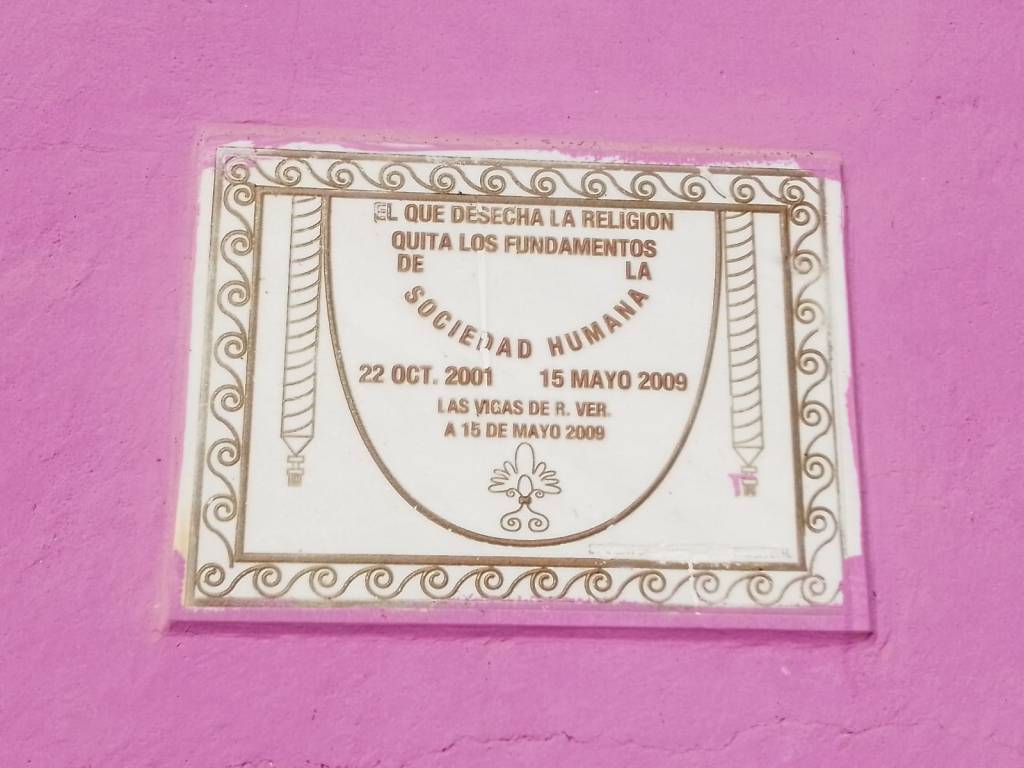 EL QUE DESECHA LA RELIGION
QUITA LOS FUNDAMENTOS
DE LA
SOCIEDAD HUMANA
22 OCT. 2001 15 MAYO 2009
LAS VIGAS DE R. VER.
A 15 DE MAYO 2009